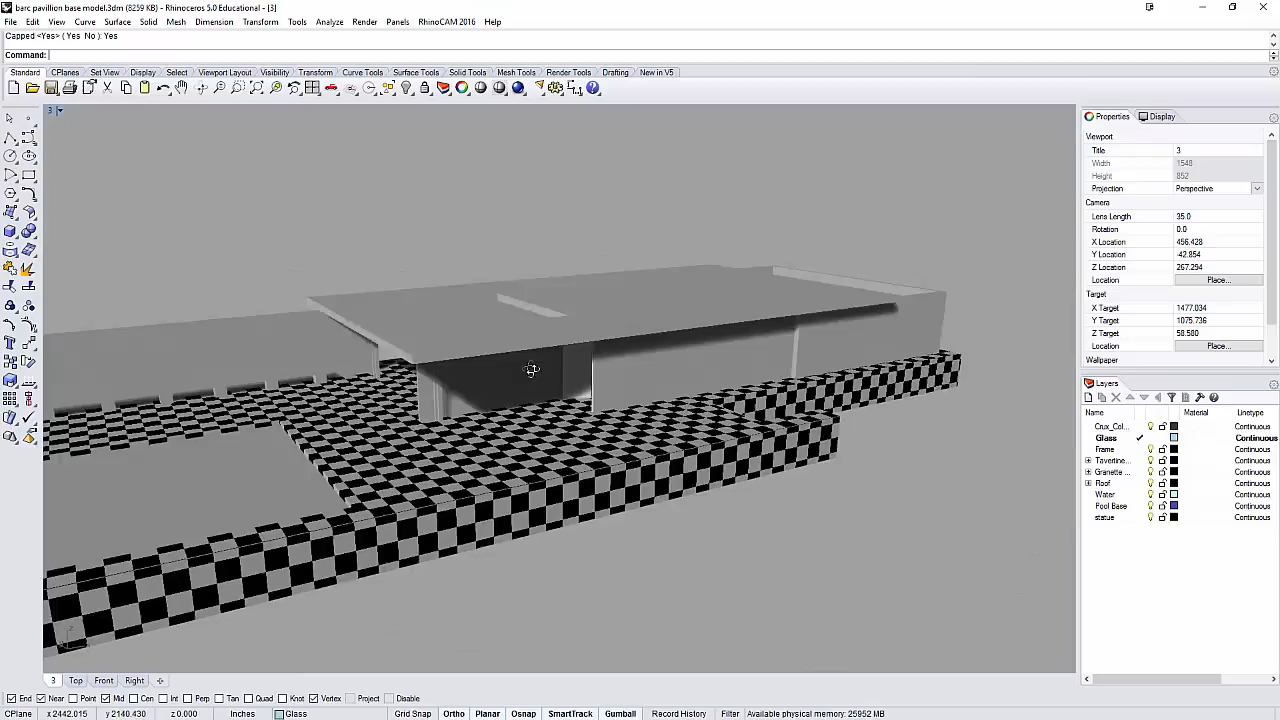 barc pavillion base model.3dm (8259 KB) - Rhinoceros 5.0 Educational - [3]
File Edit View Curve Surface Solid Mesh Dimension Transform Tools Analyze Render Panels RhinoCAM 2016 Help
Capped <Yes> ( Yes No ): Yes
Command:
Standard CPlanes Set View Display Select Viewport Layout Visibility Transform Curve Tools Surface Tools Solid Tools Mesh Tools Render Tools Drafting New in V5
3
Properties Display
Viewport
Title 3
Width 1548
Height 852
Projection Perspective
Camera
Lens Length 35.0
Rotation 0.0
X Location 456.428
Y Location -42.854
Z Location 267.294
Location Place...
Target
X Target 1477.034
Y Target 1075.736
Z Target 58.580
Location Place...
Wallpaper
Layers
Name Material Linetype
Crux_Col... Continuous
Glass Continuous
Frame Continuous
Taverтine... Continuous
Granette ... Continuous
Roof Continuous
Water Continuous
Pool Base Continuous
statue Continuous
z
3 Top Front Right
End Near Point Mid Cen Int Perp Tan Quad Knot Vertex Project Disable
CPlane x 2442.015 y 2140.430 z 0.000 Inches Glass Grid Snap Ortho Planar Osnap SmartTrack Gumball Record History Filter Available physical memory: 25952 MB